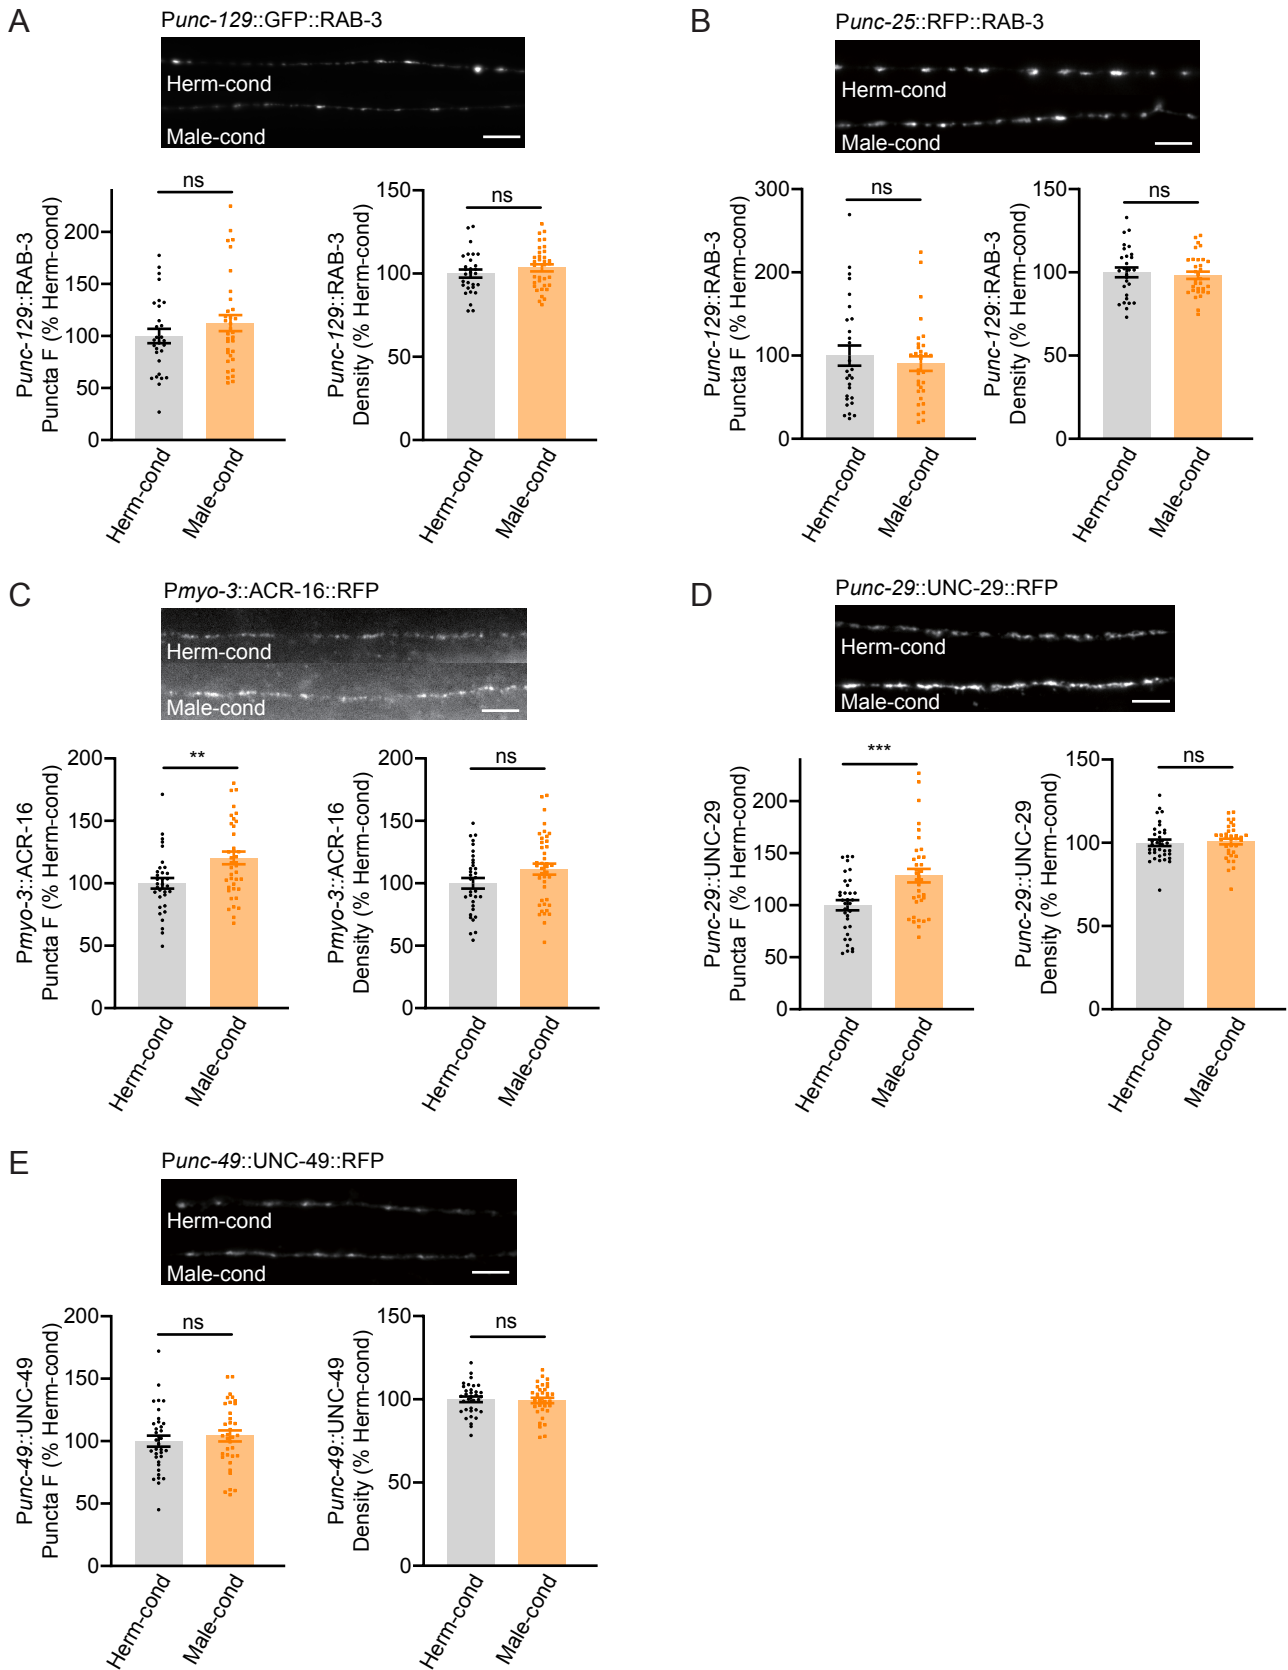 A
Punc-129::GFP::RAB-3
Herm-cond
Male-cond
Punc-129::RAB-3
Puncta F (% Herm-cond)
200
150
100
50
0
ns
Herm-cond
Male-cond
Punc-129::RAB-3
Density (% Herm-cond)
150
100
50
0
ns
Herm-cond
Male-cond
B
Punc-25::RFP::RAB-3
Herm-cond
Male-cond
Punc-129::RAB-3
Puncta F (% Herm-cond)
300
200
100
0
ns
Herm-cond
Male-cond
Punc-129::RAB-3
Density (% Herm-cond)
150
100
50
0
ns
Herm-cond
Male-cond
C
Pmyo-3::ACR-16::RFP
Herm-cond
Male-cond
Pmyo-3::ACR-16
Puncta F (% Herm-cond)
200
150
100
50
0
**
Herm-cond
Male-cond
Pmyo-3::ACR-16
Density (% Herm-cond)
200
150
100
50
0
ns
Herm-cond
Male-cond
D
Punc-29::UNC-29::RFP
Herm-cond
Male-cond
Punc-29::UNC-29
Puncta F (% Herm-cond)
200
150
100
50
0
***
Herm-cond
Male-cond
Punc-29::UNC-29
Density (% Herm-cond)
150
100
50
0
ns
Herm-cond
Male-cond
E
Punc-49::UNC-49::RFP
Herm-cond
Male-cond
Punc-49::UNC-49
Puncta F (% Herm-cond)
200
150
100
50
0
ns
Herm-cond
Male-cond
Punc-49::UNC-49
Density (% Herm-cond)
150
100
50
0
ns
Herm-cond
Male-cond